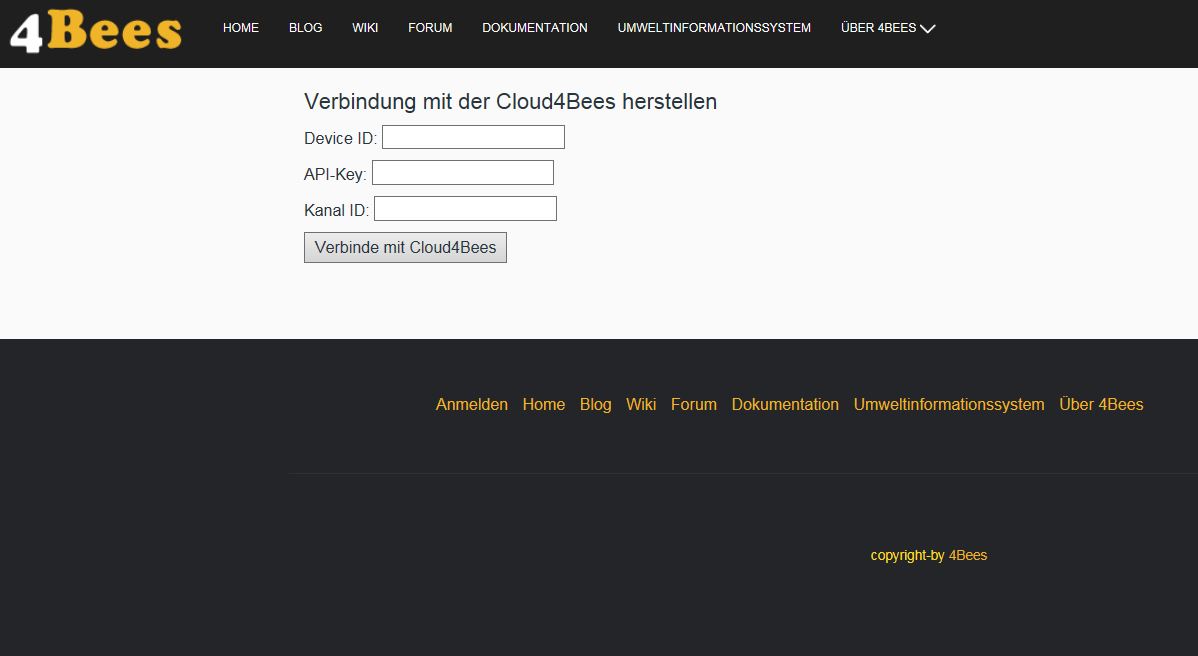 4Bees HOME BLOG WIKI FORUM DOKUMENTATION UMWELTINFORMATIONSSYSTEM ÜBER 4BEES
Verbindung mit der Cloud4Bees herstellen
Device ID:
API-Key:
Kanal ID:
Verbinde mit Cloud4Bees
Anmelden Home Blog Wiki Forum Dokumentation Umweltinformationssystem Über 4Bees
copyright-by 4Bees